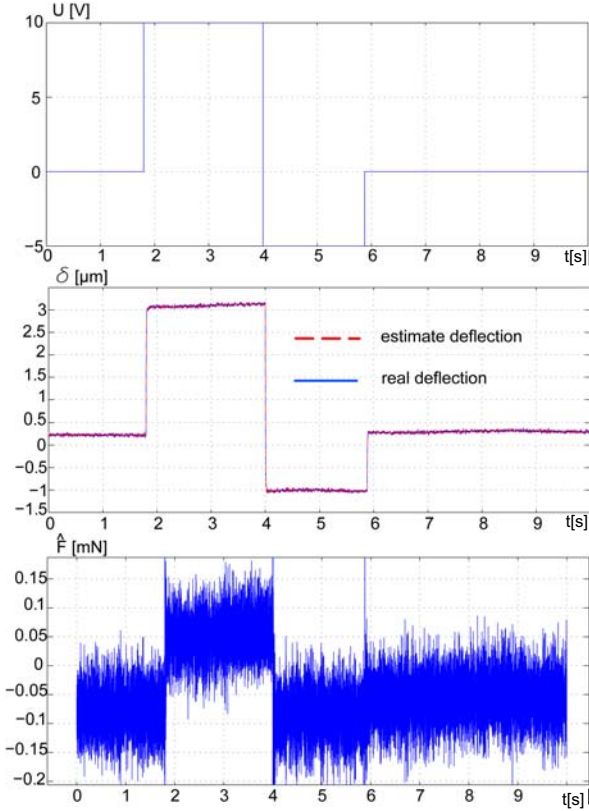 U [V]
10
5
0
−5
0 1 2 3 4 5 6 7 8 9 t[s]
δ [µm]
3
2.5
2
1.5
1
0.5
0
−0.5
−1
−1.5
estimate deflection
real deflection
0 1 2 3 4 5 6 7 8 9 t[s]
F̂ [mN]
0.15
0.1
0.05
0
−0.05
−0.1
−0.15
−0.2
0 1 2 3 4 5 6 7 8 9 t[s]